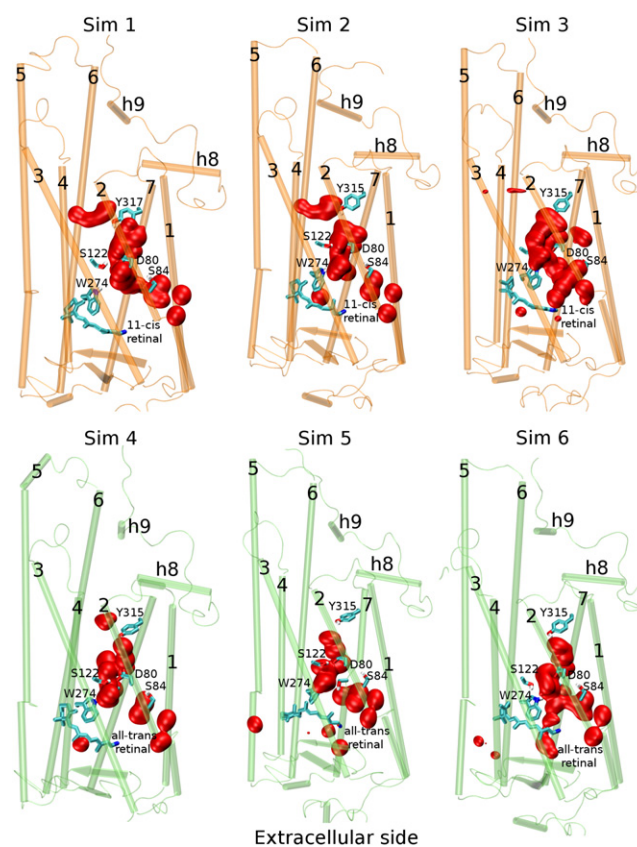 Sim 1
Sim 2
Sim 3
5
6
h9
h8
3
4
2
7
1
Y317
S122
D80
S84
W274
11-cis
retinal
5
6
h9
h8
3
4
2
7
1
Y315
S122
D80
S84
W274
11-cis
retinal
5
6
h9
h8
3
4
2
7
1
Y315
S122
D80
S84
W274
11-cis
retinal
Sim 4
Sim 5
Sim 6
5
6
h9
h8
3
4
2
1
Y315
S122
D80
S84
W274
all-trans
retinal
5
6
h9
h8
3
4
2
7
1
Y315
S122
D80
S84
W274
all-trans
retinal
5
6
h9
h8
3
4
2
7
1
Y315
S122
D80
S84
W274
all-trans
retinal
Extracellular side